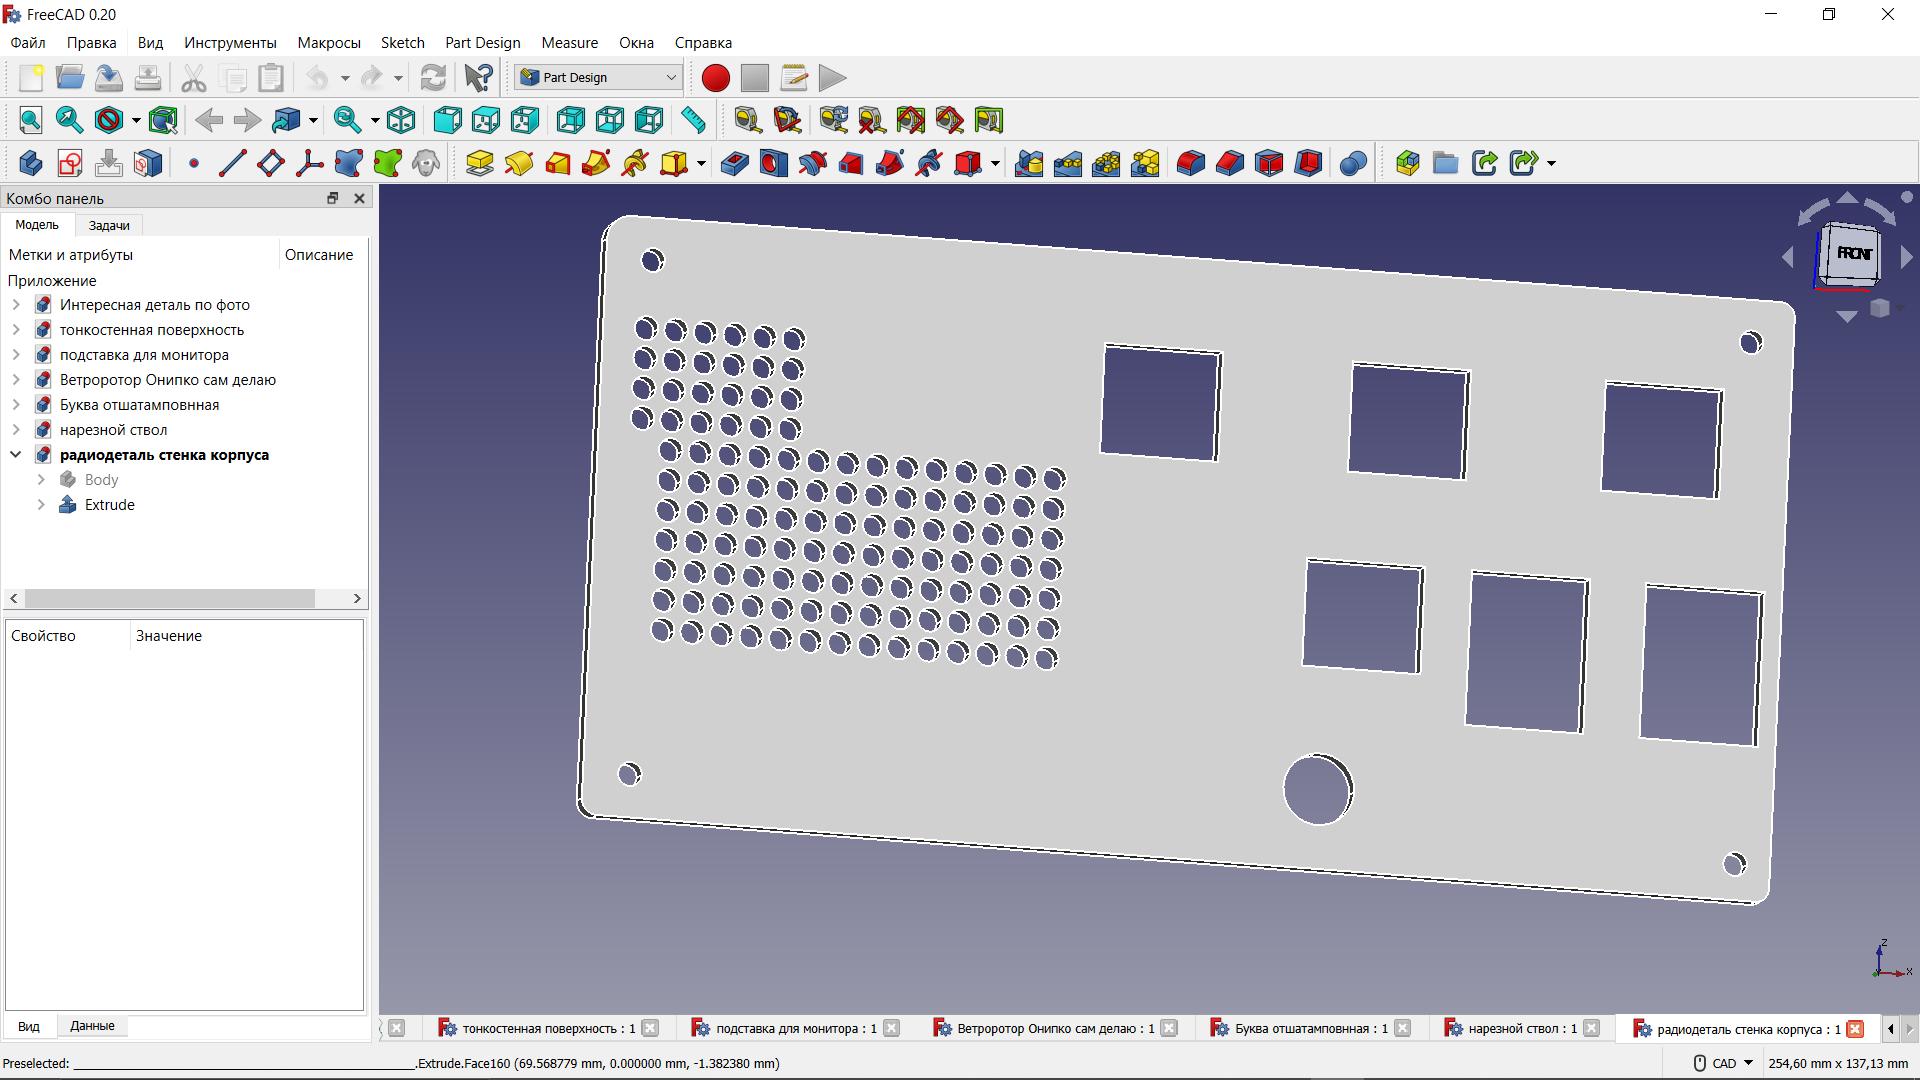 FreeCAD 0.20
Файл Правка Вид Инструменты Макросы Sketch Part Design Measure Окна Справка
Part Design
Комбо панель
Модель Задачи
Метки и атрибуты Описание
Приложение
Интересная деталь по фото
тонкостенная поверхность
подставка для монитора
Ветроротор Онипко сам делаю
Буква отшатамповнная
нарезной ствол
радиодеталь стенка корпуса
Body
Extrude
Свойство Значение
Вид Данные
FRONT
Z
X
тонкостенная поверхность : 1 подставка для монитора : 1 Ветроротор Онипко сам делаю : 1 Буква отшатамповнная : 1 нарезной ствол : 1 радиодеталь стенка корпуса : 1
Preselected: ______________________________________________.Extrude.Face160 (69.568779 mm, 0.000000 mm, -1.382380 mm) CAD 254,60 mm x 137,13 mm